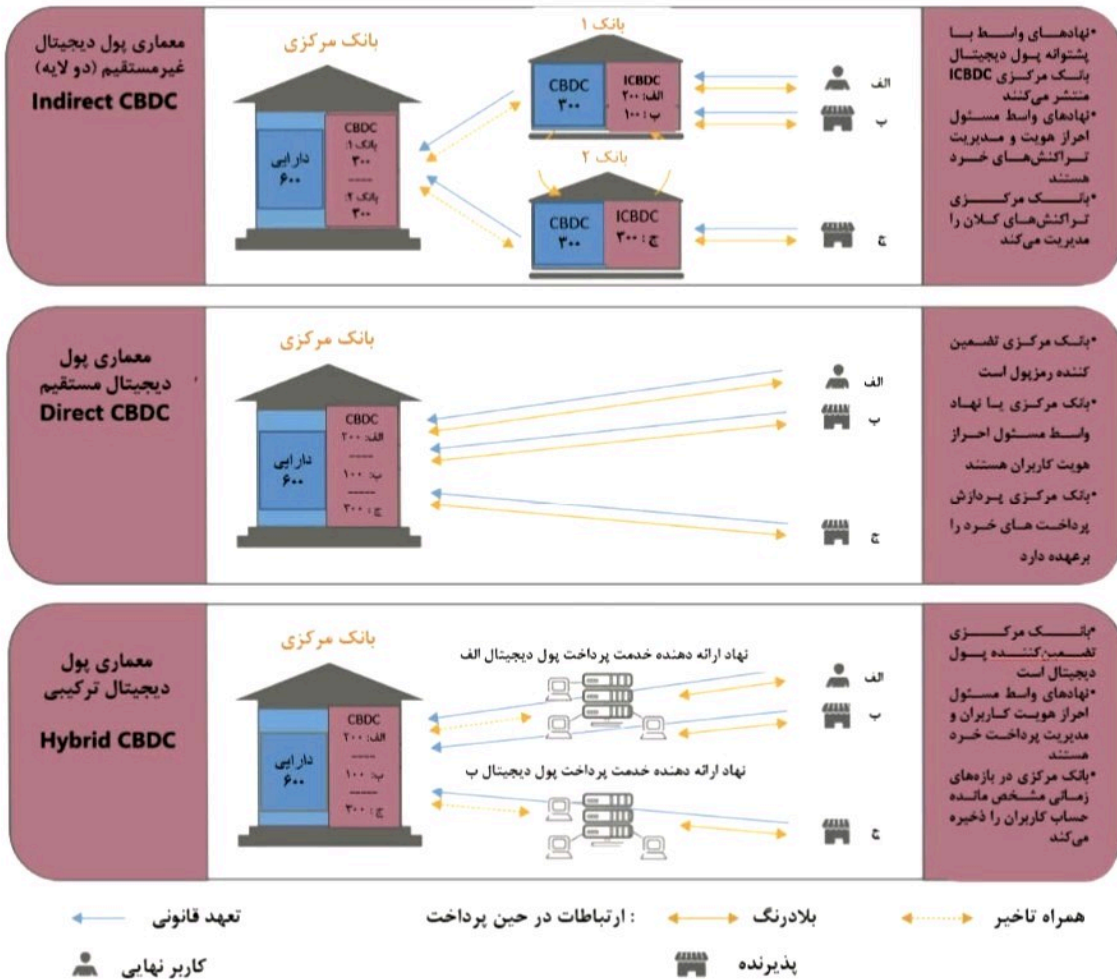 معماری پول دیجیتال
غیرمستقیم (دو لایه)
Indirect CBDC
بانک مرکزی
دارایی
۶۰۰
CBDC
بانک ۱:
۳۰۰
----
بانک ۲:
۳۰۰
بانک ۱
CBDC
۳۰۰
ICBDC
الف: ۲۰۰
ب: ۱۰۰
بانک ۲
CBDC
۳۰۰
ICBDC
ج: ۳۰۰
الف
ب
ج
•نهادهای واسط با
پشتوانه پول دیجیتال
بانک مرکزی ICBDC
منتشر می‌کنند
•نهادهای واسط مسئول
احراز هویت و مدیریت
تراکنش‌های خرد
هستند
•بانک مرکزی
تراکنش‌های کلان را
مدیریت می‌کند
معماری پول
دیجیتال مستقیم
Direct CBDC
بانک مرکزی
دارایی
۶۰۰
CBDC
الف: ۲۰۰
----
ب: ۱۰۰
-----
ج: ۳۰۰
الف
ب
ج
•بانک مرکزی تضمین
کننده رمزپول است
•بانک مرکزی یا نهاد
واسط مسئول احراز
هویت کاربران هستند
•بانک مرکزی پردازش
پرداخت های خرد را
برعهده دارد
معماری پول
دیجیتال ترکیبی
Hybrid CBDC
بانک مرکزی
دارایی
۶۰۰
CBDC
الف: ۲۰۰
----
ب: ۱۰۰
-----
ج: ۳۰۰
نهاد ارائه دهنده خدمت پرداخت پول دیجیتال الف
نهاد ارائه دهنده خدمت پرداخت پول دیجیتال ب
الف
ب
ج
•بانک مرکزی
تضمین‌کننده پول
دیجیتال است
•نهادهای واسط مسئول
احراز هویت کاربران و
مدیریت پرداخت خرد
هستند
•بانک مرکزی در بازه‌های
زمانی مشخص مانده
حساب کاربران را ذخیره
می‌کند
همراه تاخیر
بلادرنگ
ارتباطات در حین پرداخت :
تعهد قانونی
پذیرنده
کاربر نهایی